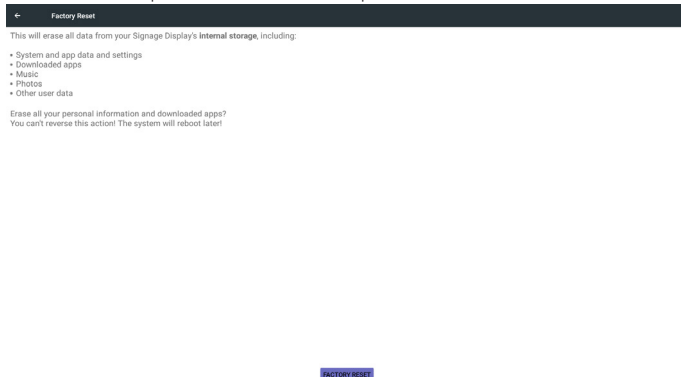 ← Factory Reset
This will erase all data from your Signage Display's internal storage, including:
• System and app data and settings
• Downloaded apps
• Music
• Photos
• Other user data
Erase all your personal information and downloaded apps?
You can't reverse this action! The system will reboot later!
FACTORY RESET